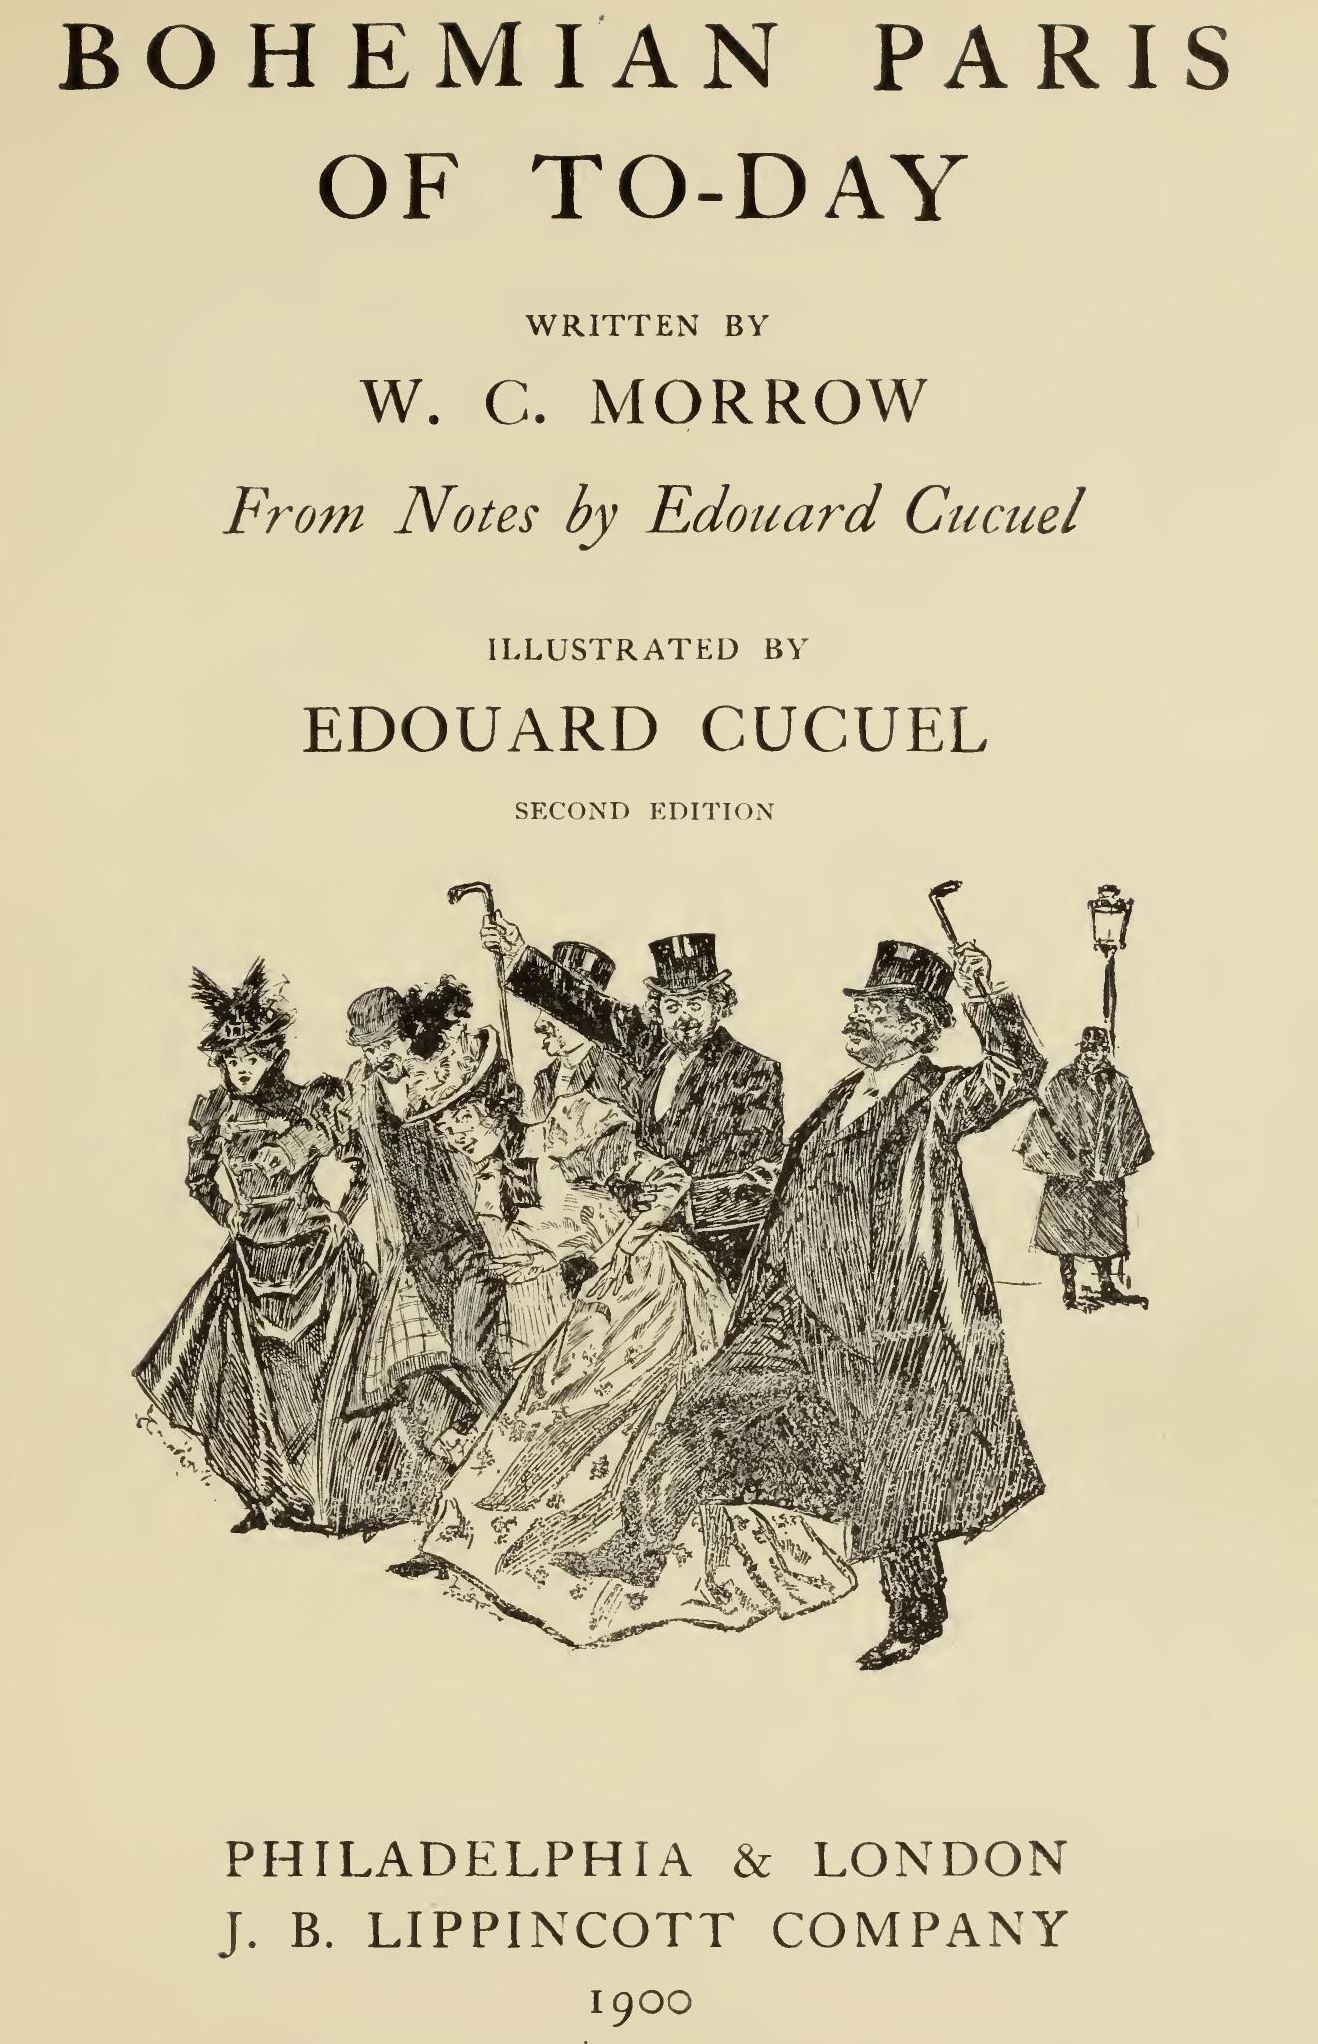 BOHEMIAN PARIS
OF TO-DAY
WRITTEN BY
W. C. MORROW
From Notes by Edouard Cucuel
ILLUSTRATED BY
EDOUARD CUCUEL
SECOND EDITION
PHILADELPHIA & LONDON
J. B. LIPPINCOTT COMPANY
1900